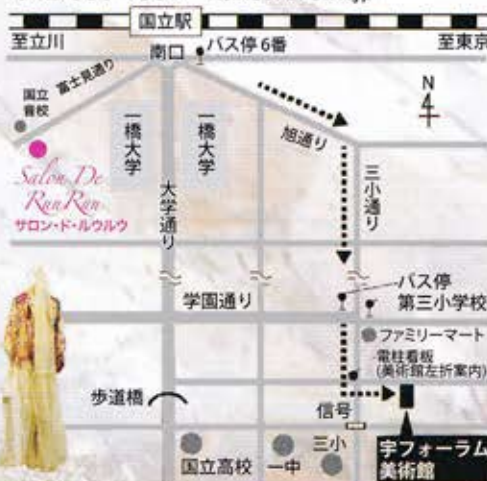 国立駅
至立川
南口
バス停6番
至東京
N
富士見通り
国立音校
一橋大学
一橋大学
旭通り
三小通り
Salon De
RuuRuu
サロン・ド・ルウルウ
大学通り
バス停
第三小学校
学園通り
ファミリーマート
電柱看板
(美術館左折案内)
歩道橋
信号
国立高校
一中
三小
宇フォーラム
美術館